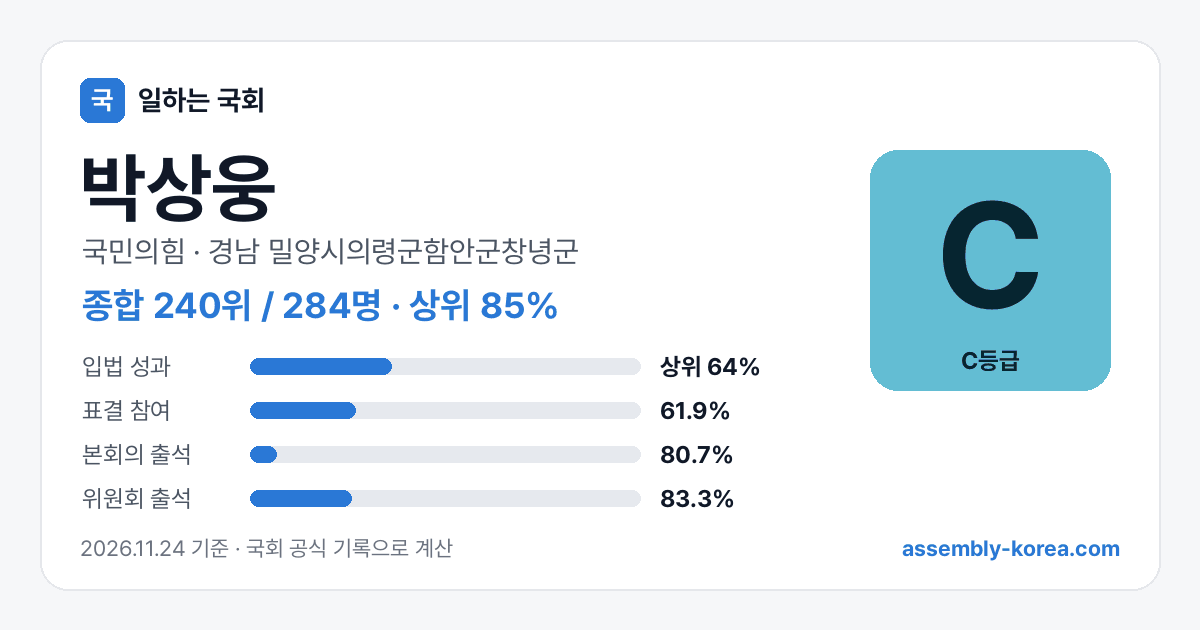 국 일하는 국회
박상웅
국민의힘 · 경남 밀양시의령군함안군창녕군
종합 240위 / 284명 · 상위 85%
C
C등급
입법 성과 상위 64%
표결 참여 61.9%
본회의 출석 80.7%
위원회 출석 83.3%
2026.11.24 기준 · 국회 공식 기록으로 계산
assembly-korea.com